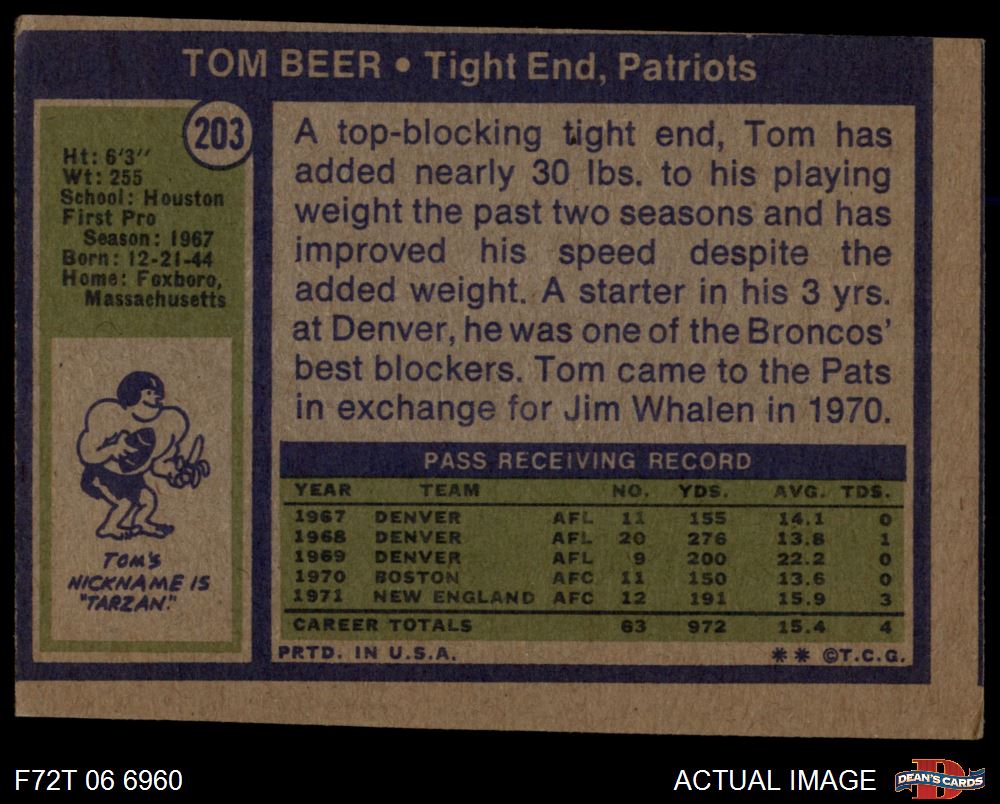 TOM BEER • Tight End, Patriots
203
Ht: 6'3"
Wt: 255
School: Houston
First Pro
Season: 1967
Born: 12-21-44
Home: Foxboro,
Massachusetts
TOM'S
NICKNAME IS
"TARZAN."
A top-blocking tight end, Tom has
added nearly 30 lbs. to his playing
weight the past two seasons and has
improved his speed despite the
added weight. A starter in his 3 yrs.
at Denver, he was one of the Broncos'
best blockers. Tom came to the Pats
in exchange for Jim Whalen in 1970.
PASS RECEIVING RECORD
YEAR TEAM NO. YDS. AVG. TDS.
1967 DENVER AFL 11 155 14.1 0
1968 DENVER AFL 20 276 13.8 1
1969 DENVER AFL 9 200 22.2 0
1970 BOSTON AFC 11 150 13.6 0
1971 NEW ENGLAND AFC 12 191 15.9 3
CAREER TOTALS 63 972 15.4 4
PRTD. IN U.S.A. ** ©T.C.G.
F72T 06 6960
ACTUAL IMAGE
D
DEAN'S CARDS